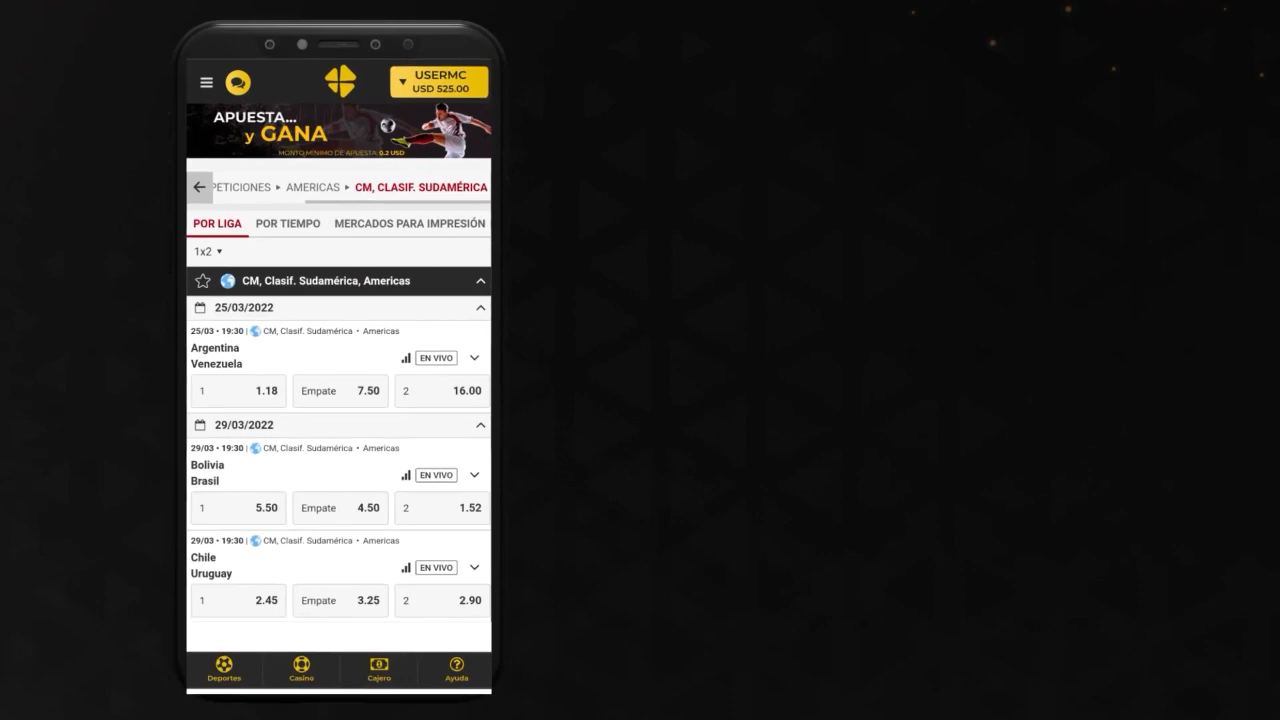 USERMC
USD 525.00
APUESTA...
y GANA
MONTO MINIMO DE APUESTA: 0.2 USD
PETICIONES ▸ AMERICAS ▸ CM, CLASIF. SUDAMÉRICA
POR LIGA POR TIEMPO MERCADOS PARA IMPRESIÓN
1x2
CM, Clasif. Sudamérica, Americas
25/03/2022
25/03 • 19:30 | CM, Clasif. Sudamérica • Americas
Argentina
Venezuela
EN VIVO
1 1.18 Empate 7.50 2 16.00
29/03/2022
29/03 • 19:30 | CM, Clasif. Sudamérica • Americas
Bolivia
Brasil
EN VIVO
1 5.50 Empate 4.50 2 1.52
29/03 • 19:30 | CM, Clasif. Sudamérica • Americas
Chile
Uruguay
EN VIVO
1 2.45 Empate 3.25 2 2.90
Deportes Casino Cajero Ayuda